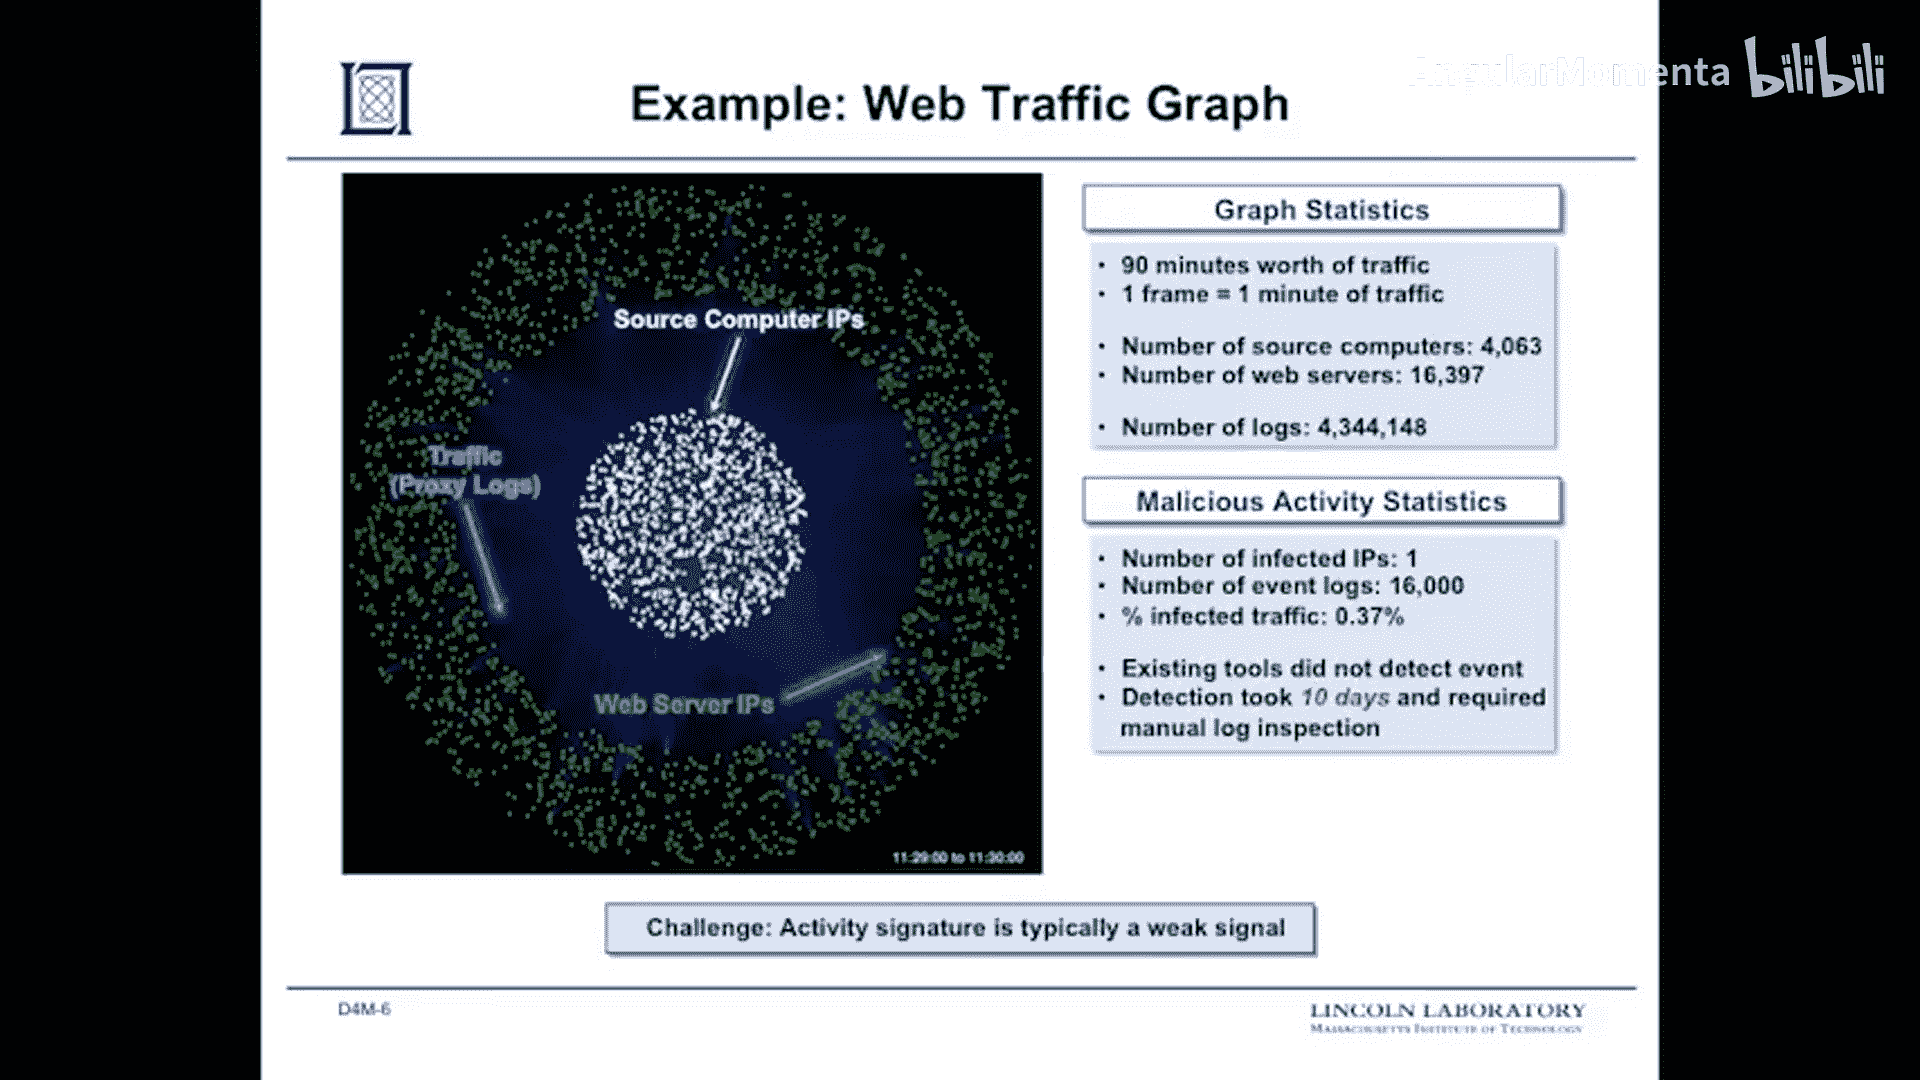 AngularMomenta bilibili
Example: Web Traffic Graph
Source Computer IPs
Traffic
(Proxy Logs)
Web Server IPs
11:29:00 to 11:30:00
Graph Statistics
• 90 minutes worth of traffic
• 1 frame = 1 minute of traffic
• Number of source computers: 4,063
• Number of web servers: 16,397
• Number of logs: 4,344,148
Malicious Activity Statistics
• Number of infected IPs: 1
• Number of event logs: 16,000
• % infected traffic: 0.37%
• Existing tools did not detect event
• Detection took 10 days and required
manual log inspection
Challenge: Activity signature is typically a weak signal
D4M-6
LINCOLN LABORATORY
MASSACHUSETTS INSTITUTE OF TECHNOLOGY